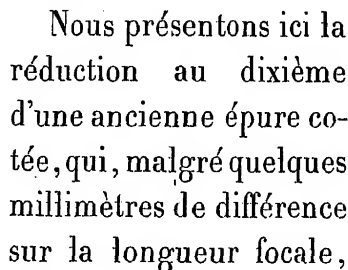 Nous présentons ici la
réduction au dixième
d'une ancienne épure co-
tée, qui, malgré quelques
millimètres de différence
sur la longueur focale,